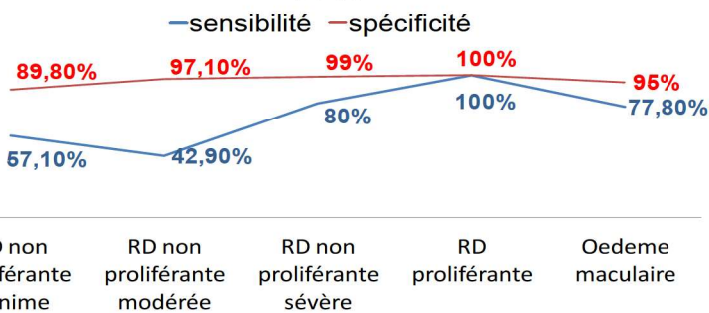 sensibilité spécificité
89,80% 97,10% 99% 100% 95%
57,10% 42,90% 80% 100% 77,80%
non RD non RD non RD Oedeme
proliférante proliférante proliférante maculaire
modérée sévère